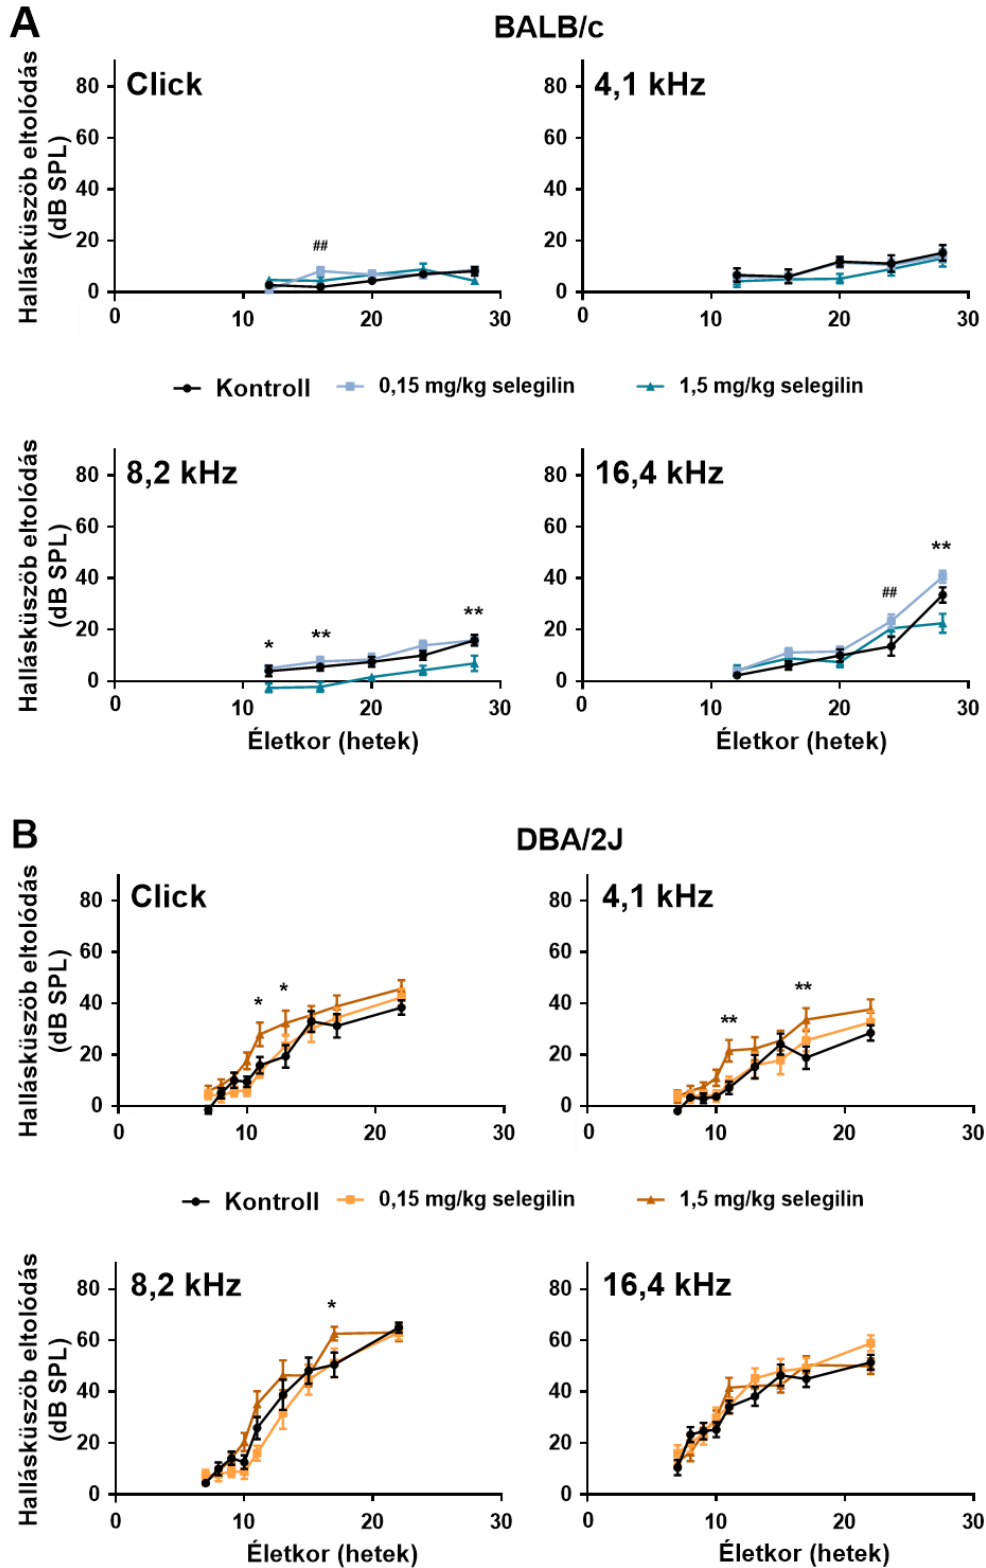 A
BALB/c
Hallásküszöb eltolódás
(dB SPL)
Click
80
60
40
20
0
##
0 10 20 30
4,1 kHz
80
60
40
20
0
0 10 20 30
Kontroll 0,15 mg/kg selegilin 1,5 mg/kg selegilin
Hallásküszöb eltolódás
(dB SPL)
8,2 kHz
80
60
40
20
0
* ** **
0 10 20 30
Életkor (hetek)
16,4 kHz
80
60
40
20
0
**
##
0 10 20 30
Életkor (hetek)
B
DBA/2J
Hallásküszöb eltolódás
(dB SPL)
Click
80
60
40
20
0
* *
0 10 20 30
4,1 kHz
80
60
40
20
0
** **
0 10 20 30
Kontroll 0,15 mg/kg selegilin 1,5 mg/kg selegilin
Hallásküszöb eltolódás
(dB SPL)
8,2 kHz
80
60
40
20
0
*
0 10 20 30
Életkor (hetek)
16,4 kHz
80
60
40
20
0
0 10 20 30
Életkor (hetek)